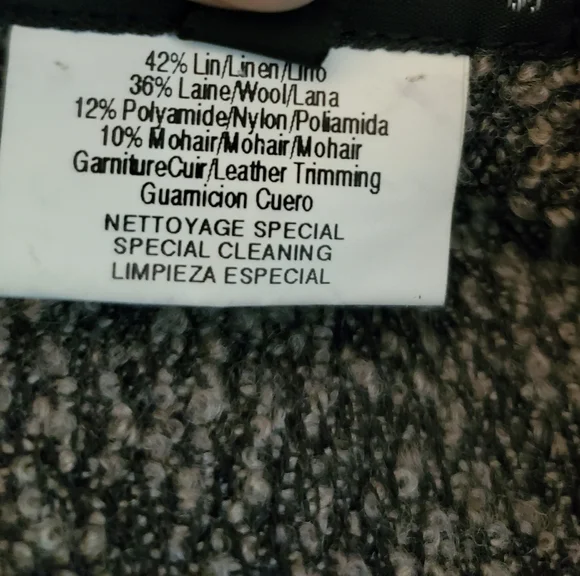 42% Lin/Linen/Lino
36% Laine/Wool/Lana
12% Polyamide/Nylon/Poliamida
10% Mohair/Mohair/Mohair
GarnitureCuir/Leather Trimming
Guarnicion Cuero
NETTOYAGE SPECIAL
SPECIAL CLEANING
LIMPIEZA ESPECIAL